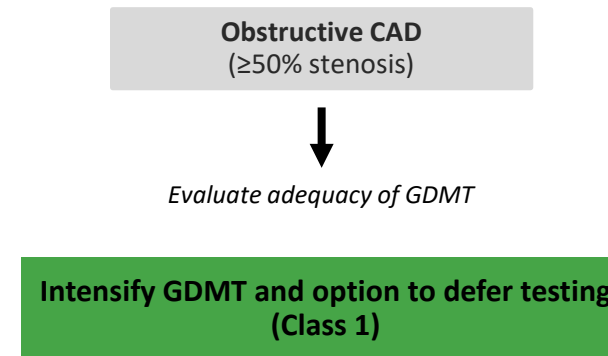 Obstructive CAD
(≥50% stenosis)
Evaluate adequacy of GDMT
Intensify GDMT and option to defer testing
(Class 1)